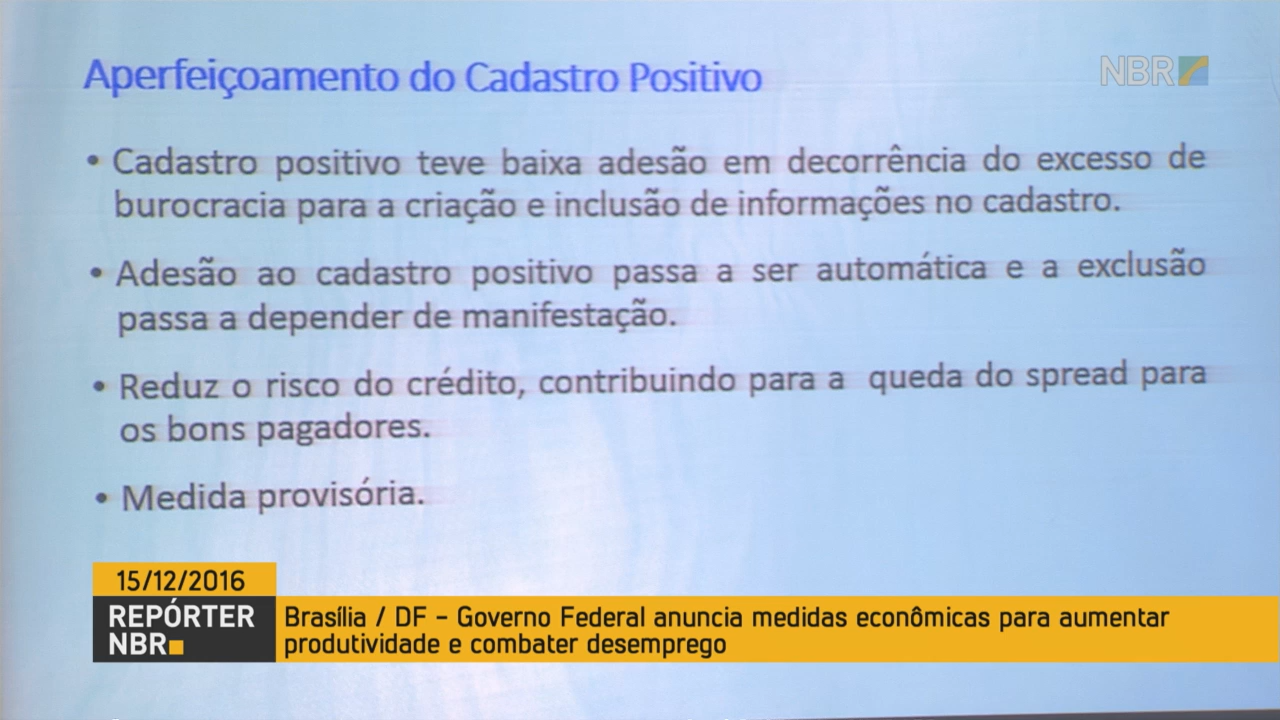 Aperfeiçoamento do Cadastro Positivo
NBR
• Cadastro positivo teve baixa adesão em decorrência do excesso de
burocracia para a criação e inclusão de informações no cadastro.
• Adesão ao cadastro positivo passa a ser automática e a exclusão
passa a depender de manifestação.
• Reduz o risco do crédito, contribuindo para a queda do spread para
os bons pagadores.
• Medida provisória.
15/12/2016
REPÓRTER
NBR
Brasília / DF – Governo Federal anuncia medidas econômicas para aumentar
produtividade e combater desemprego